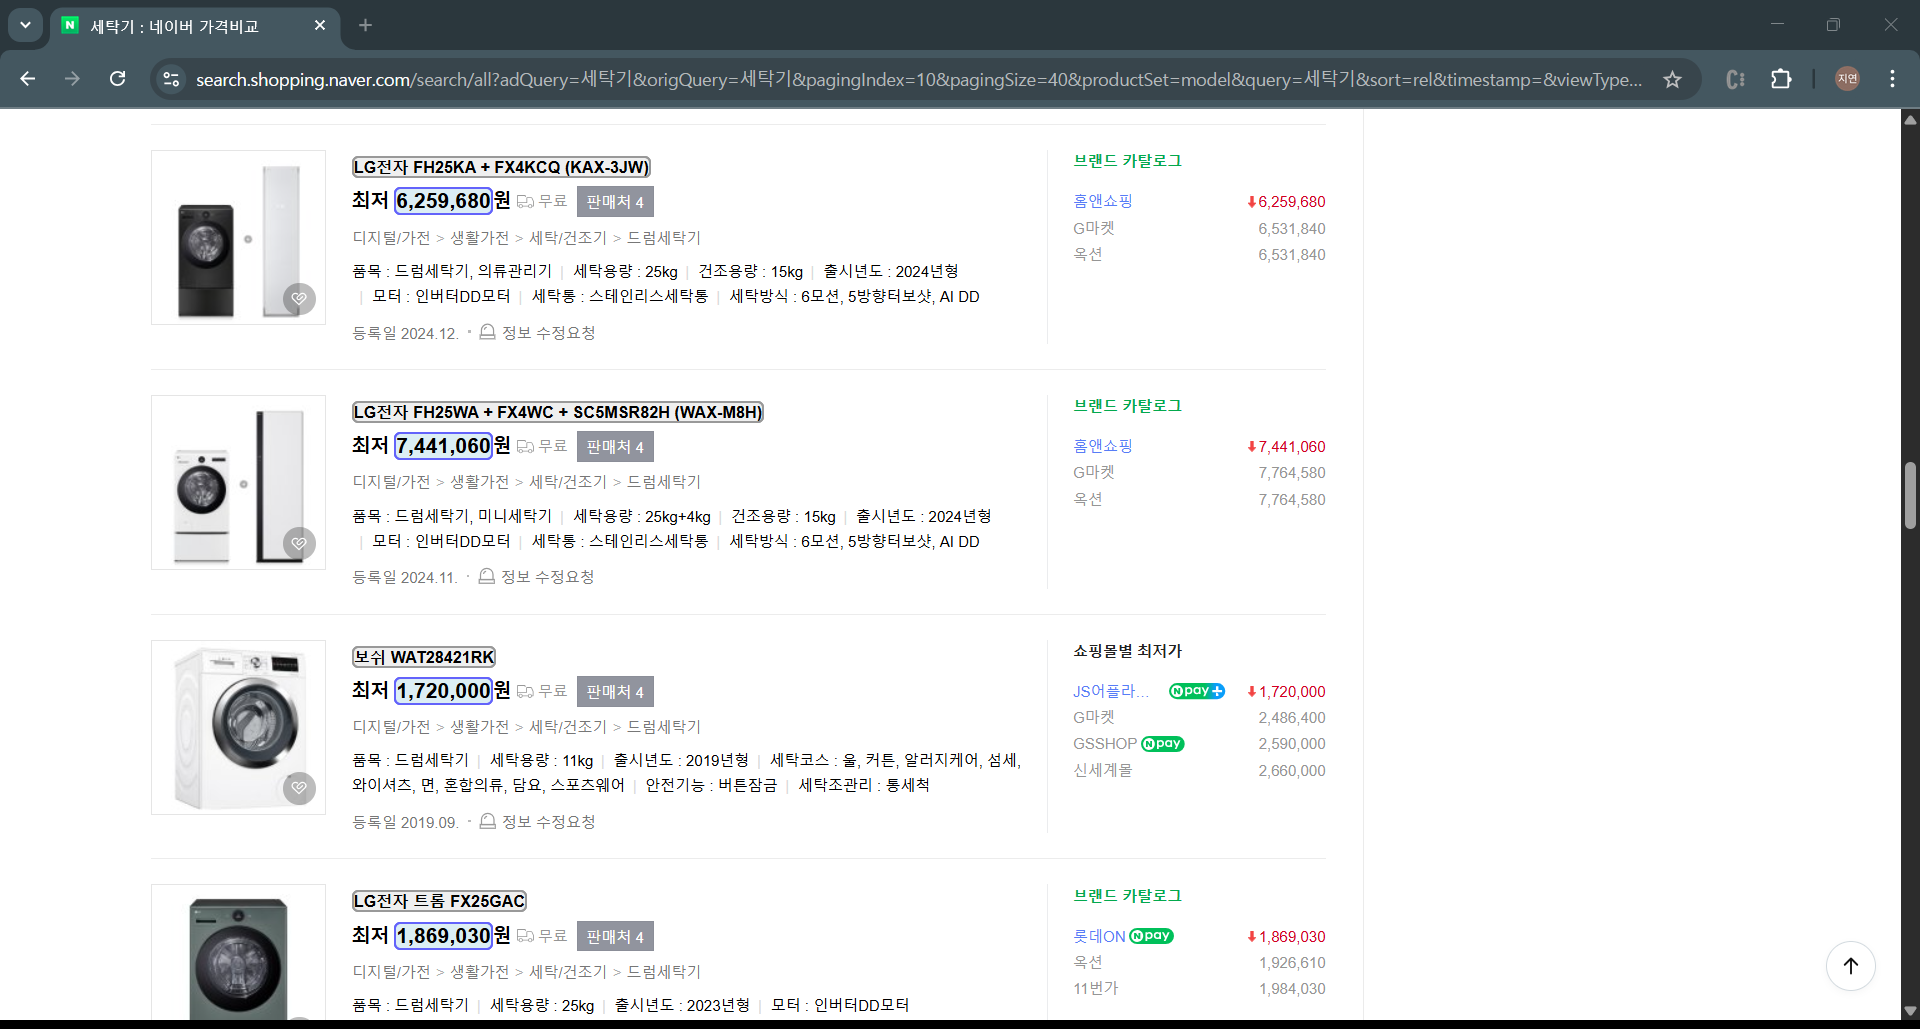 세탁기 : 네이버 가격비교
search.shopping.naver.com/search/all?adQuery=세탁기&origQuery=세탁기&pagingIndex=10&pagingSize=40&productSet=model&query=세탁기&sort=rel&timestamp=&viewType...
지연
LG전자 FH25KA + FX4KCQ (KAX-3JW)
최저 6,259,680원 무료 판매처 4
디지털/가전 > 생활가전 > 세탁/건조기 > 드럼세탁기
품목 : 드럼세탁기, 의류관리기 | 세탁용량 : 25kg | 건조용량 : 15kg | 출시년도 : 2024년형
| 모터 : 인버터DD모터 | 세탁통 : 스테인리스세탁통 | 세탁방식 : 6모션, 5방향터보샷, AI DD
등록일 2024.12. · 정보 수정요청
브랜드 카탈로그
홈앤쇼핑 6,259,680
G마켓 6,531,840
옥션 6,531,840
LG전자 FH25WA + FX4WC + SC5MSR82H (WAX-M8H)
최저 7,441,060원 무료 판매처 4
디지털/가전 > 생활가전 > 세탁/건조기 > 드럼세탁기
품목 : 드럼세탁기, 미니세탁기 | 세탁용량 : 25kg+4kg | 건조용량 : 15kg | 출시년도 : 2024년형
| 모터 : 인버터DD모터 | 세탁통 : 스테인리스세탁통 | 세탁방식 : 6모션, 5방향터보샷, AI DD
등록일 2024.11. · 정보 수정요청
브랜드 카탈로그
홈앤쇼핑 7,441,060
G마켓 7,764,580
옥션 7,764,580
보쉬 WAT28421RK
최저 1,720,000원 무료 판매처 4
디지털/가전 > 생활가전 > 세탁/건조기 > 드럼세탁기
품목 : 드럼세탁기 | 세탁용량 : 11kg | 출시년도 : 2019년형 | 세탁코스 : 울, 커튼, 알러지케어, 섬세,
와이셔츠, 면, 혼합의류, 담요, 스포츠웨어 | 안전기능 : 버튼잠금 | 세탁조관리 : 통세척
등록일 2019.09. · 정보 수정요청
쇼핑몰별 최저가
JS어플라... N pay + 1,720,000
G마켓 2,486,400
GSSHOP N pay 2,590,000
신세계몰 2,660,000
LG전자 트롬 FX25GAC
최저 1,869,030원 무료 판매처 4
디지털/가전 > 생활가전 > 세탁/건조기 > 드럼세탁기
품목 : 드럼세탁기 | 세탁용량 : 25kg | 출시년도 : 2023년형 | 모터 : 인버터DD모터
브랜드 카탈로그
롯데ON N pay 1,869,030
옥션 1,926,610
11번가 1,984,030